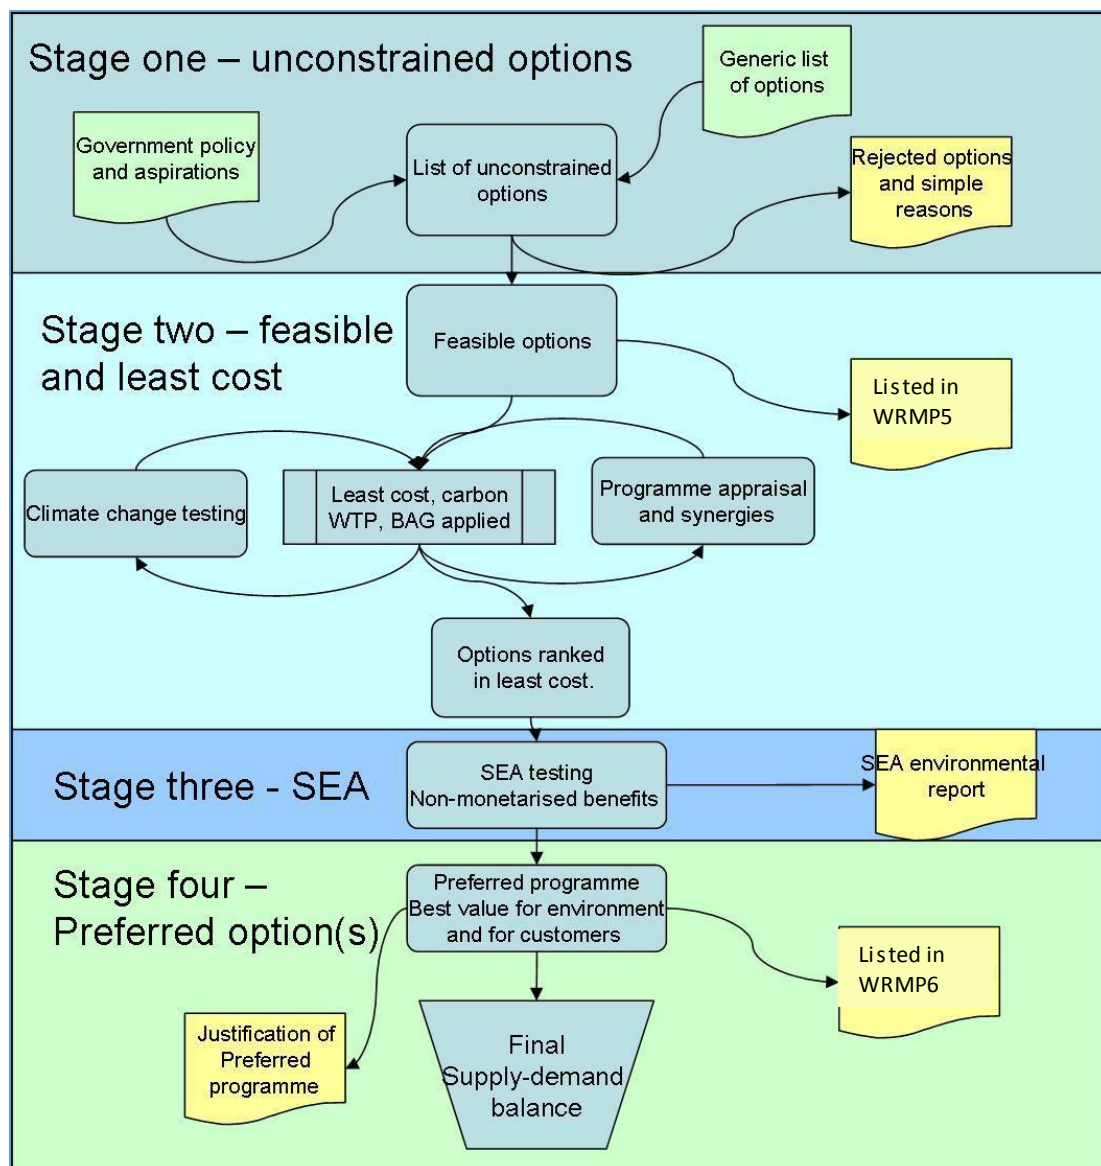 Stage one – unconstrained options
Generic list
of options
Government policy
and aspirations
List of unconstrained
options
Rejected options
and simple
reasons
Stage two – feasible
and least cost
Feasible options
Listed in
WRMP5
Climate change testing
Least cost, carbon
WTP, BAG applied
Programme appraisal
and synergies
Options ranked
in least cost.
Stage three - SEA
SEA testing
Non-monetarised benefits
SEA environmental
report
Stage four –
Preferred option(s)
Preferred programme
Best value for environment
and for customers
Listed in
WRMP6
Justification of
Preferred
programme
Final
Supply-demand
balance